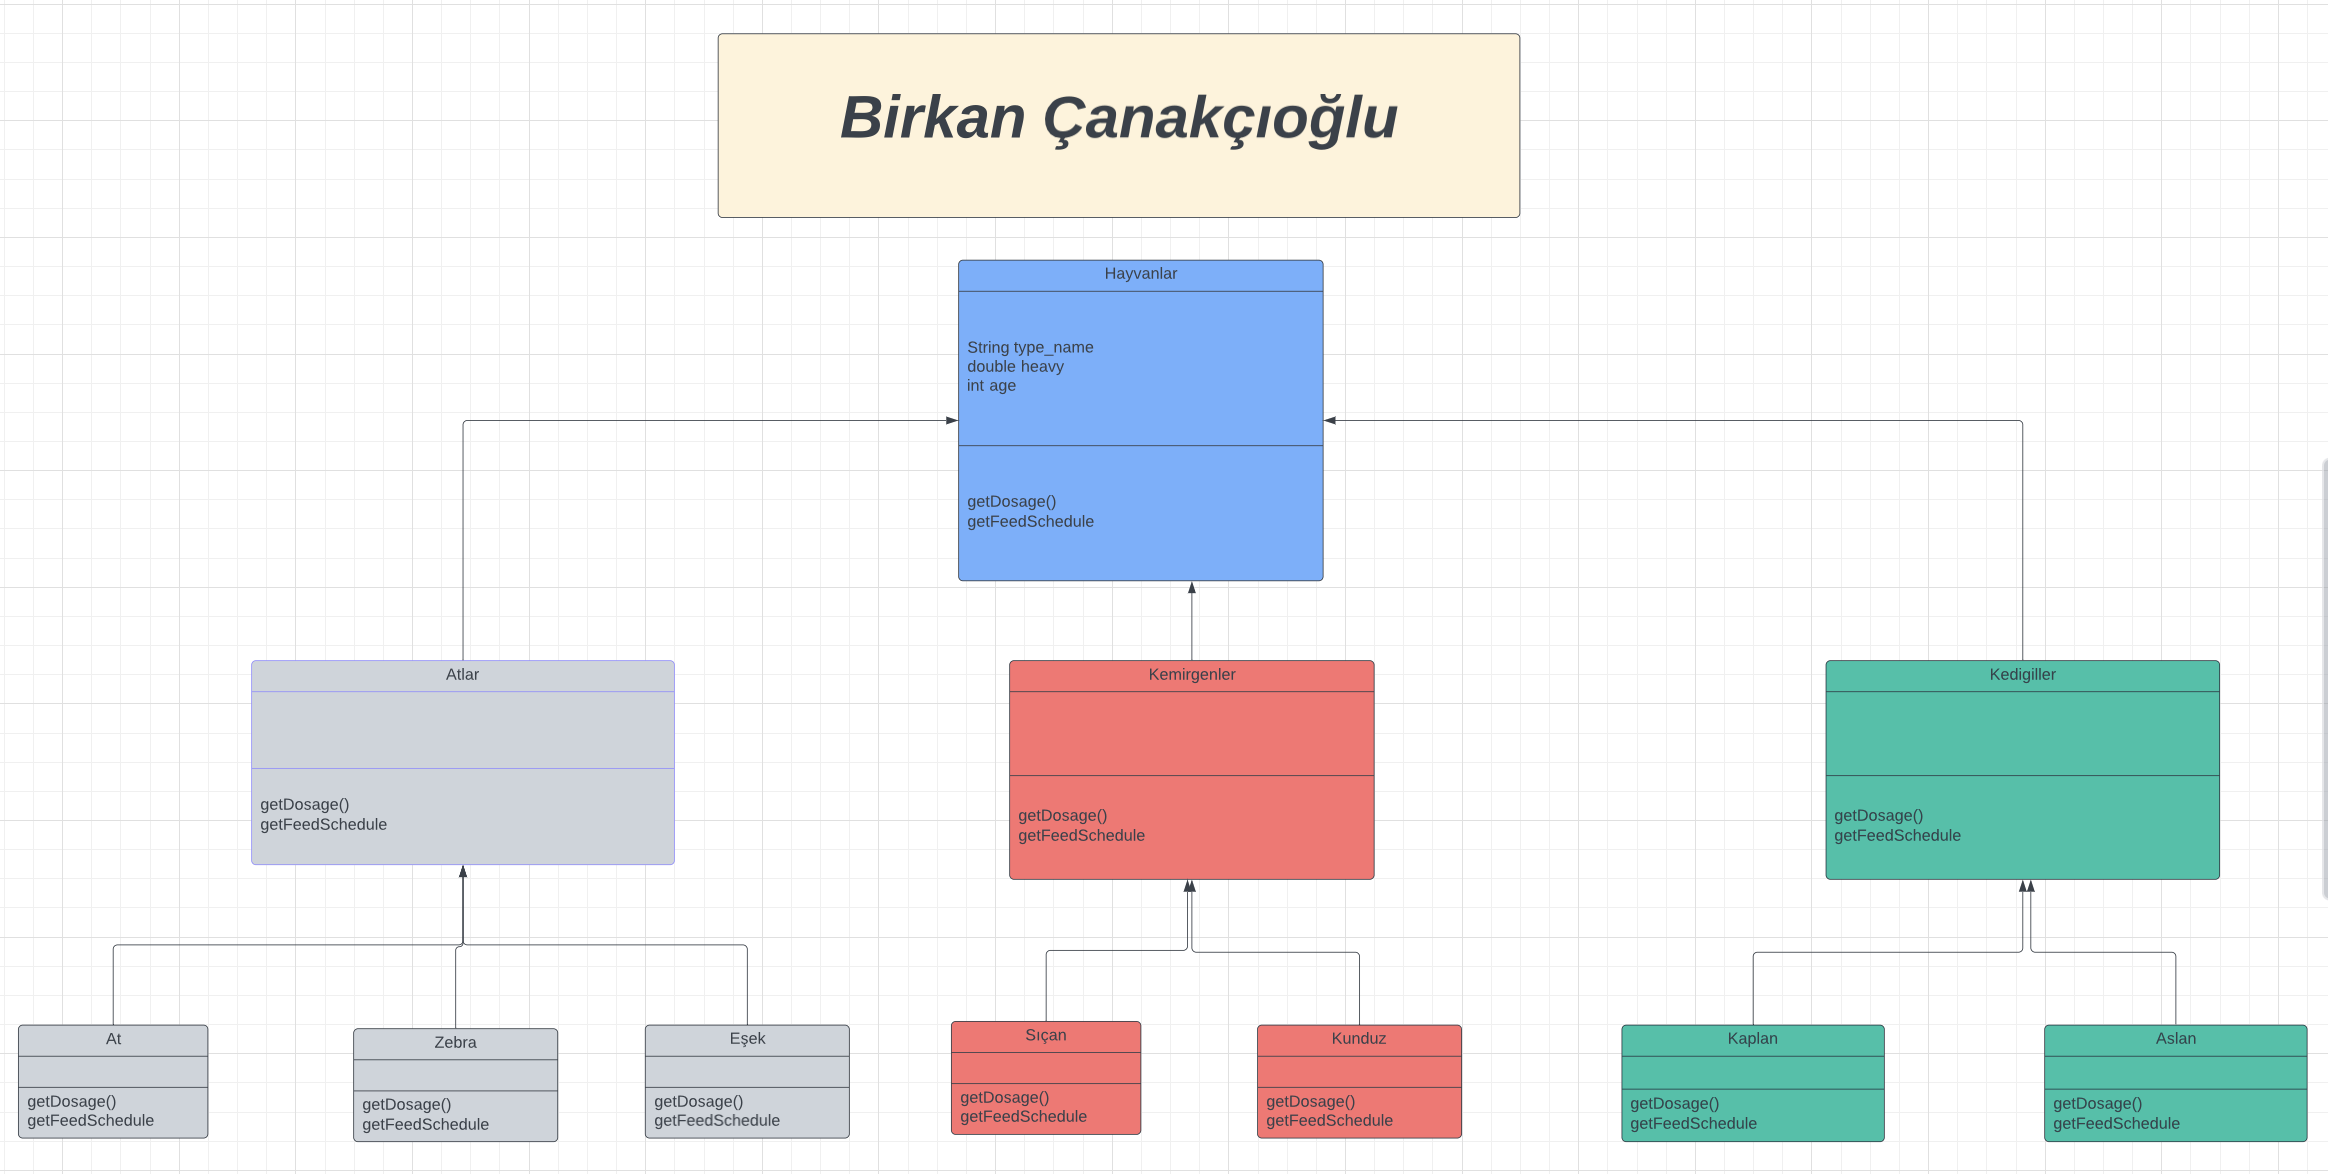 Birkan Çanakçıoğlu
Hayvanlar
String type_name
double heavy
int age
getDosage()
getFeedSchedule
Atlar
getDosage()
getFeedSchedule
Kemirgenler
getDosage()
getFeedSchedule
Kedigiller
getDosage()
getFeedSchedule
At
getDosage()
getFeedSchedule
Zebra
getDosage()
getFeedSchedule
Eşek
getDosage()
getFeedSchedule
Sıçan
getDosage()
getFeedSchedule
Kunduz
getDosage()
getFeedSchedule
Kaplan
getDosage()
getFeedSchedule
Aslan
getDosage()
getFeedSchedule